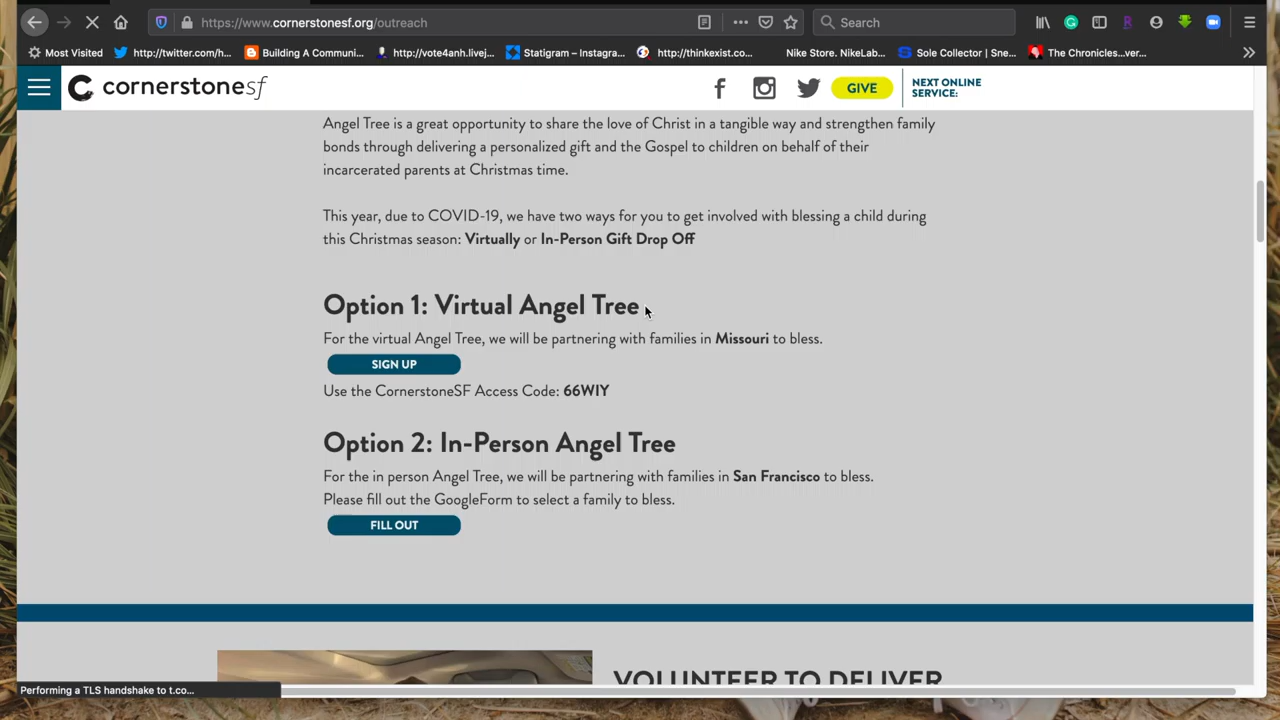 https://www.cornerstonesf.org/outreach
Search
Most Visited
http://twitter.com/h...
Building A Communi...
http://vote4anh.livej...
Statigram – Instagra...
http://thinkexist.co...
Nike Store. NikeLab...
Sole Collector | Sne...
The Chronicles...ver...
cornerstonesf
GIVE
NEXT ONLINE
SERVICE:
Angel Tree is a great opportunity to share the love of Christ in a tangible way and strengthen family
bonds through delivering a personalized gift and the Gospel to children on behalf of their
incarcerated parents at Christmas time.
This year, due to COVID-19, we have two ways for you to get involved with blessing a child during
this Christmas season: Virtually or In-Person Gift Drop Off
Option 1: Virtual Angel Tree
For the virtual Angel Tree, we will be partnering with families in Missouri to bless.
SIGN UP
Use the CornerstoneSF Access Code: 66WIY
Option 2: In-Person Angel Tree
For the in person Angel Tree, we will be partnering with families in San Francisco to bless.
Please fill out the GoogleForm to select a family to bless.
FILL OUT
VOLUNTEER TO DELIVER
Performing a TLS handshake to t.co...